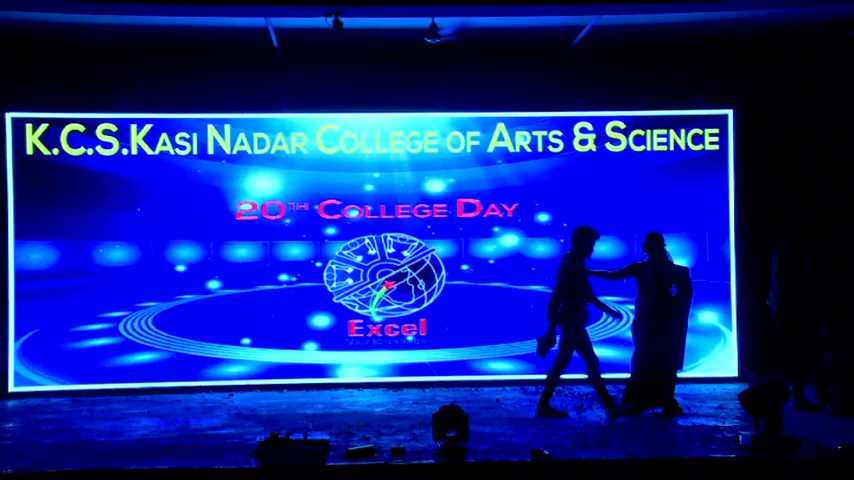 K.C.S.KASI NADAR COLLEGE OF ARTS & SCIENCE
20TH COLLEGE DAY
Excel